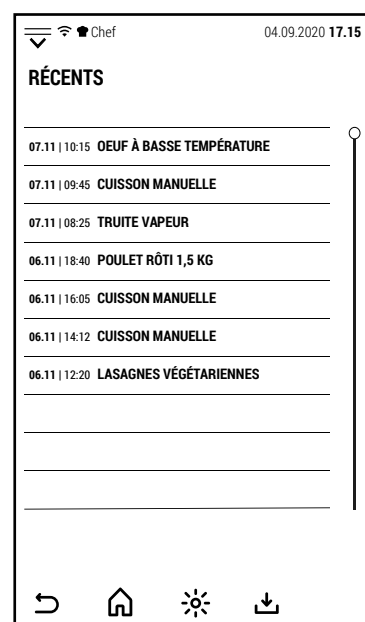 Chef 04.09.2020 17.15
RÉCENTS
07.11 | 10:15 OEUF À BASSE TEMPÉRATURE
07.11 | 09:45 CUISSON MANUELLE
07.11 | 08:25 TRUITE VAPEUR
06.11 | 18:40 POULET RÔTI 1,5 KG
06.11 | 16:05 CUISSON MANUELLE
06.11 | 14:12 CUISSON MANUELLE
06.11 | 12:20 LASAGNES VÉGÉTARIENNES